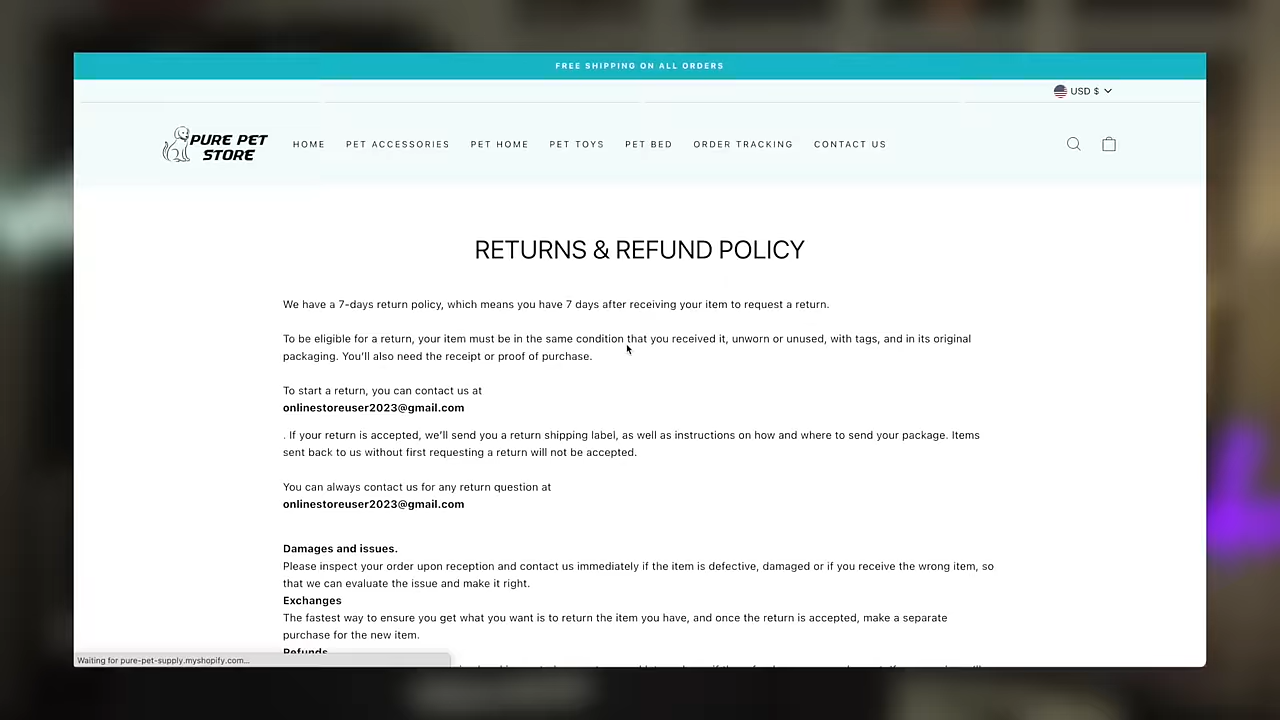 FREE SHIPPING ON ALL ORDERS
USD $
PURE PET
STORE
HOME
PET ACCESSORIES
PET HOME
PET TOYS
PET BED
ORDER TRACKING
CONTACT US
RETURNS & REFUND POLICY
We have a 7-days return policy, which means you have 7 days after receiving your item to request a return.
To be eligible for a return, your item must be in the same condition that you received it, unworn or unused, with tags, and in its original
packaging. You'll also need the receipt or proof of purchase.
To start a return, you can contact us at
onlinestoreuser2023@gmail.com
. If your return is accepted, we'll send you a return shipping label, as well as instructions on how and where to send your package. Items
sent back to us without first requesting a return will not be accepted.
You can always contact us for any return question at
onlinestoreuser2023@gmail.com
Damages and issues.
Please inspect your order upon reception and contact us immediately if the item is defective, damaged or if you receive the wrong item, so
that we can evaluate the issue and make it right.
Exchanges
The fastest way to ensure you get what you want is to return the item you have, and once the return is accepted, make a separate
purchase for the new item.
Refunds
Waiting for pure-pet-supply.myshopify.com...